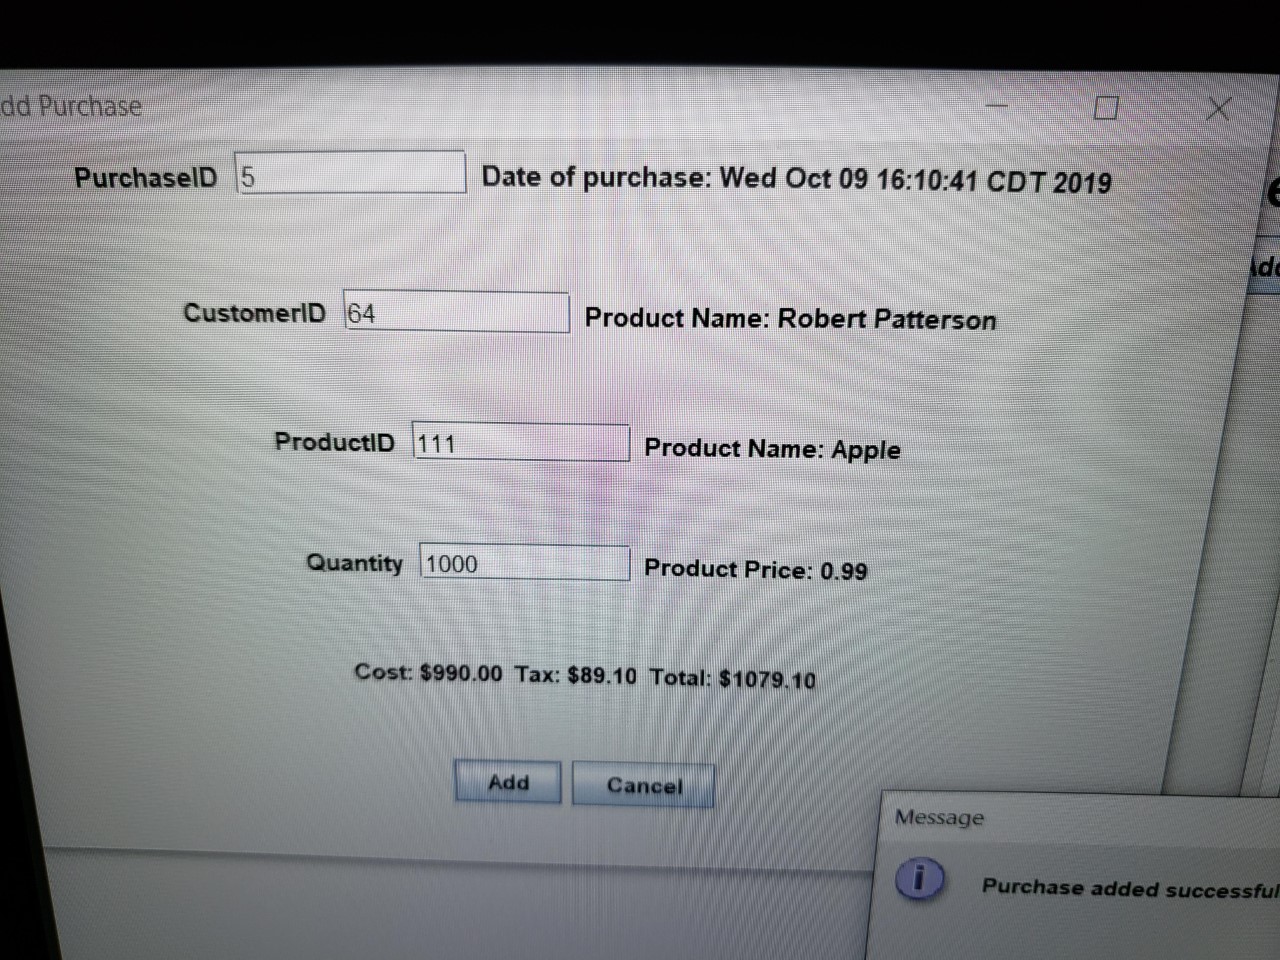 dd Purchase
PurchaseID 5 Date of purchase: Wed Oct 09 16:10:41 CDT 2019
CustomerID 64 Product Name: Robert Patterson
ProductID 111 Product Name: Apple
Quantity 1000 Product Price: 0.99
Cost: $990.00 Tax: $89.10 Total: $1079.10
Add Cancel
Message
Purchase added successful